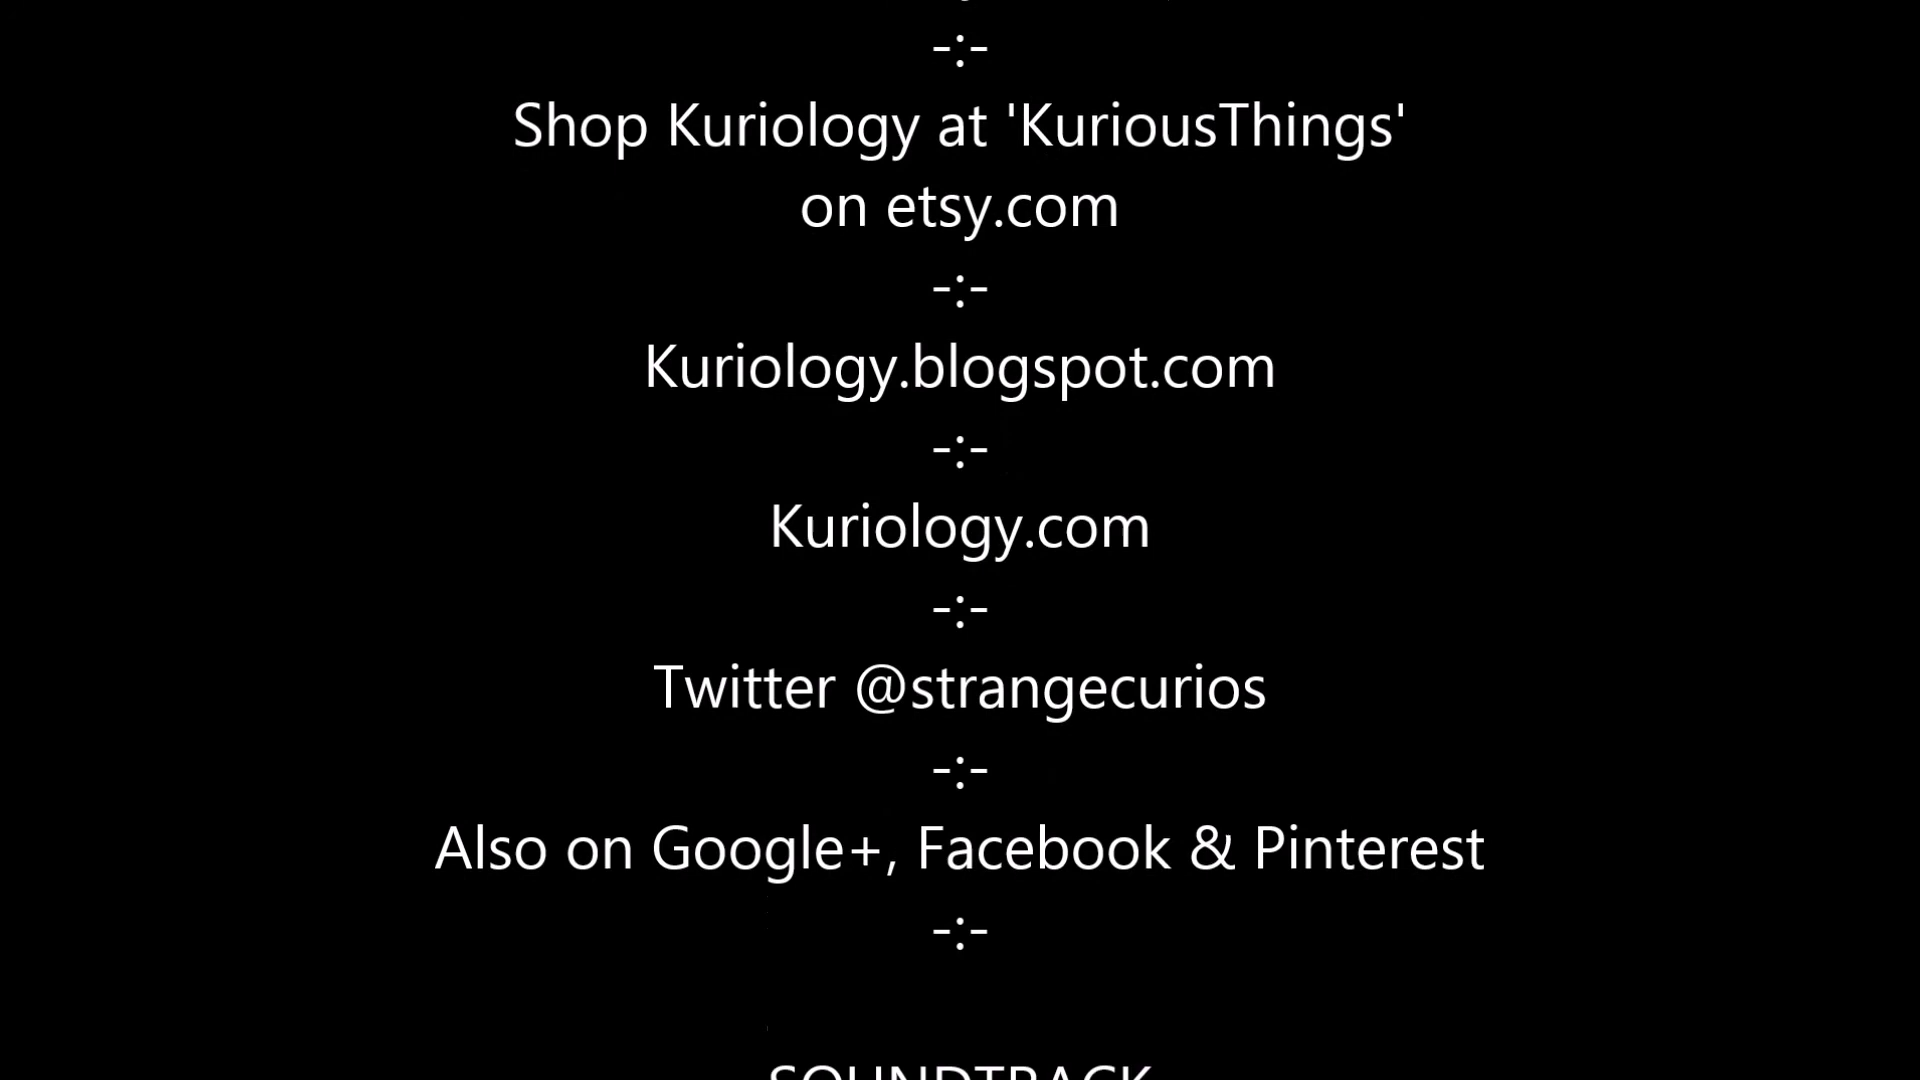 -:-
Shop Kuriology at 'KuriousThings'
on etsy.com
-:-
Kuriology.blogspot.com
-:-
Kuriology.com
-:-
Twitter @strangecurios
-:-
Also on Google+, Facebook & Pinterest
-:-
SOUNDTRACK